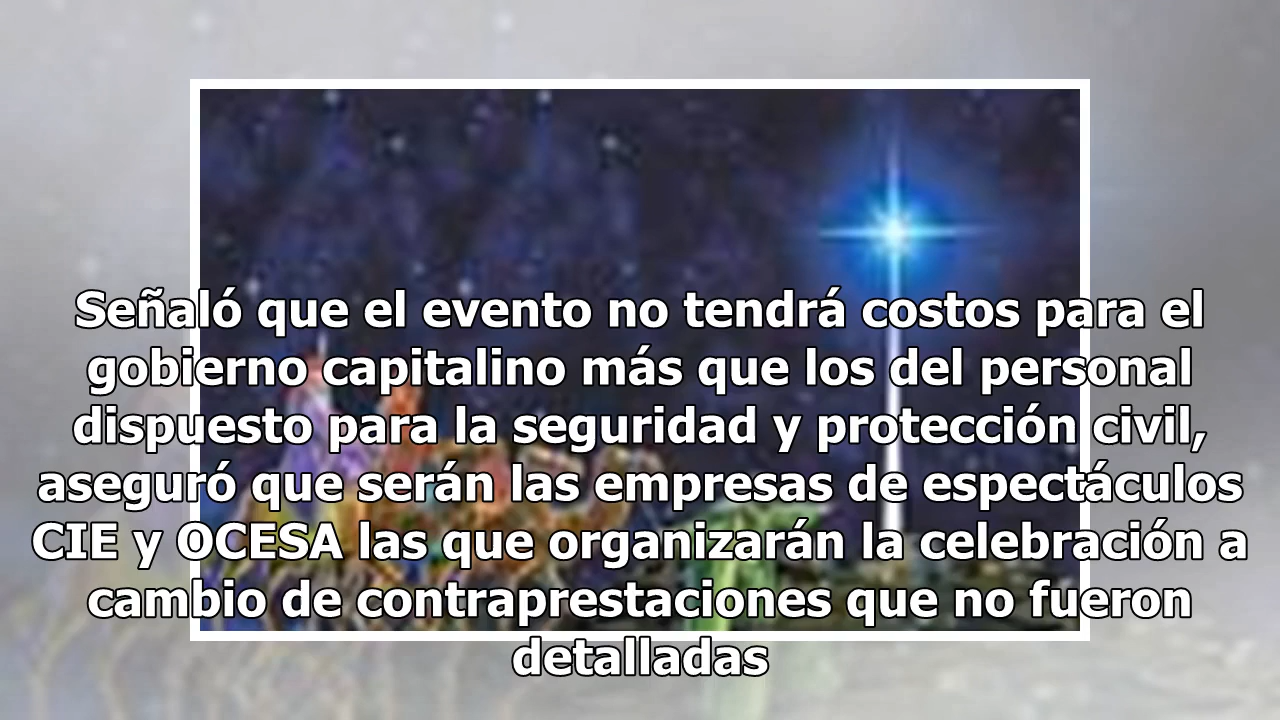 Señaló que el evento no tendrá costos para el
gobierno capitalino más que los del personal
dispuesto para la seguridad y protección civil,
aseguró que serán las empresas de espectáculos
CIE y OCESA las que organizarán la celebración a
cambio de contraprestaciones que no fueron
detalladas